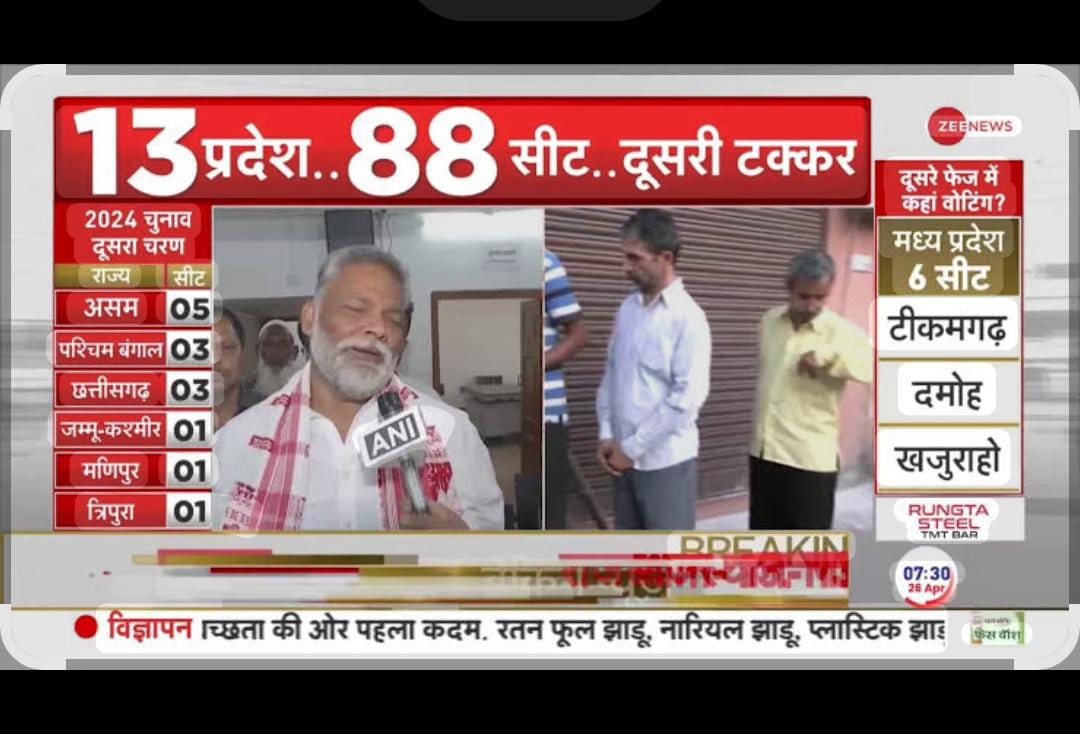 13 प्रदेश..88 सीट..दूसरी टक्कर
ZEE NEWS
2024 चुनाव
दूसरा चरण
राज्य सीट
असम 05
पश्चिम बंगाल 03
छत्तीसगढ़ 03
जम्मू-कश्मीर 01
मणिपुर 01
त्रिपुरा 01
ANI
दूसरे फेज में
कहां वोटिंग?
मध्य प्रदेश
6 सीट
टीकमगढ़
दमोह
खजुराहो
RUNGTA
STEEL
TMT BAR
BREAKIN
07:30
26 Apr
विज्ञापन च्छता की ओर पहला कदम. रतन फूल झाडू, नारियल झाडू, प्लास्टिक झाड
फेस वॉश